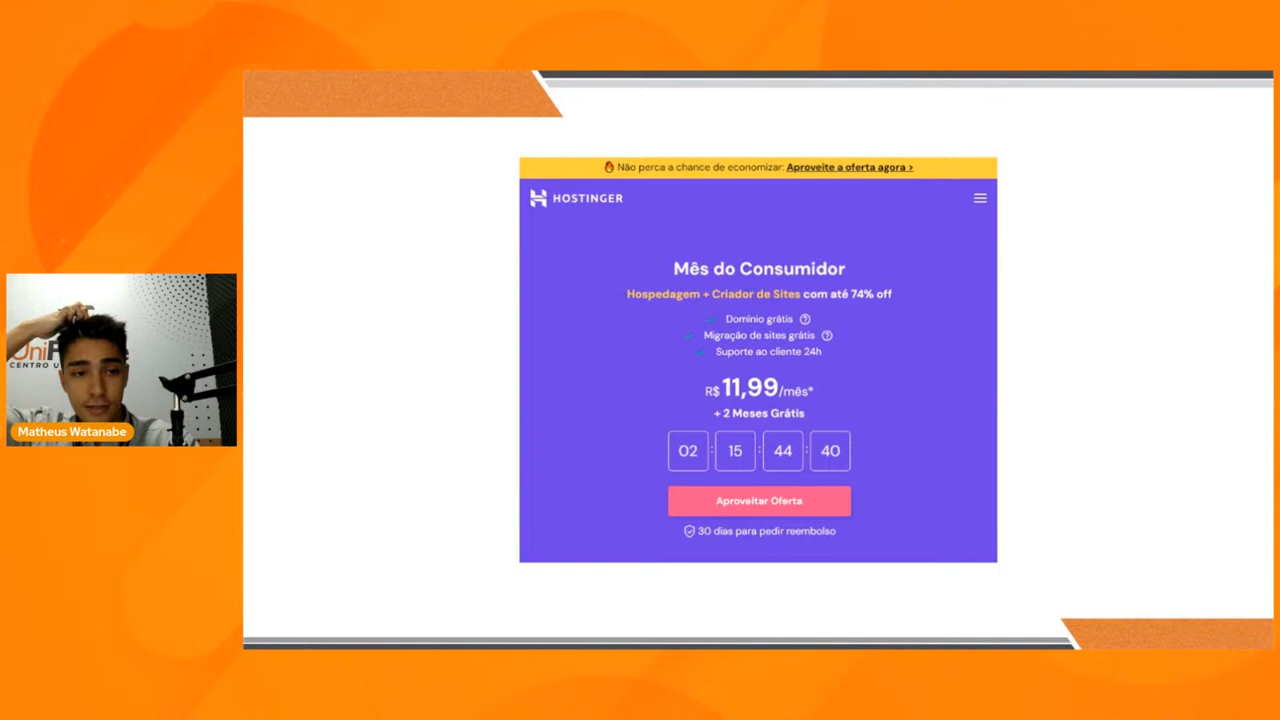 🔥 Não perca a chance de economizar: Aproveite a oferta agora >
HOSTINGER
Mês do Consumidor
Hospedagem + Criador de Sites com até 74% off
Domínio grátis
Migração de sites grátis
Suporte ao cliente 24h
R$ 11,99/mês*
+ 2 Meses Grátis
02 : 15 : 44 : 40
Aproveitar Oferta
30 dias para pedir reembolso
CENTRO U
Matheus Watanabe